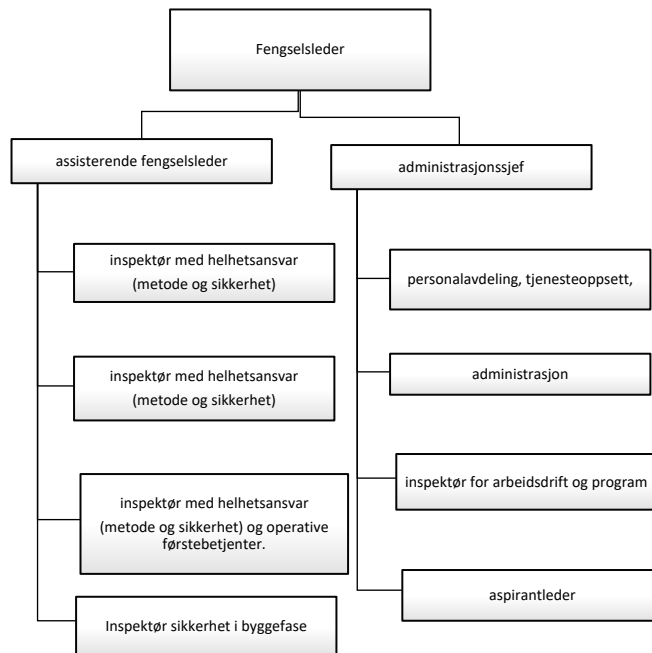 Fengselsleder
assisterende fengselsleder
administrasjonssjef
inspektør med helhetsansvar
(metode og sikkerhet)
inspektør med helhetsansvar
(metode og sikkerhet)
inspektør med helhetsansvar
(metode og sikkerhet) og operative
førstebetjenter.
Inspektør sikkerhet i byggefase
personalavdeling, tjenesteoppsett,
administrasjon
inspektør for arbeidsdrift og program
aspirantleder